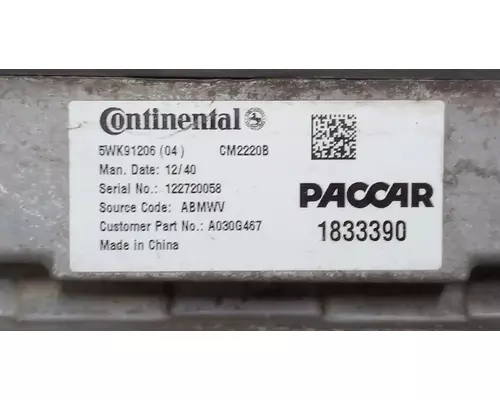 Continental
5WK91206 (04) CM2220B
Man. Date: 12/40
Serial No.: 122720058
Source Code: ABMWV
Customer Part No.: A030G467
Made in China
PACCAR
1833390